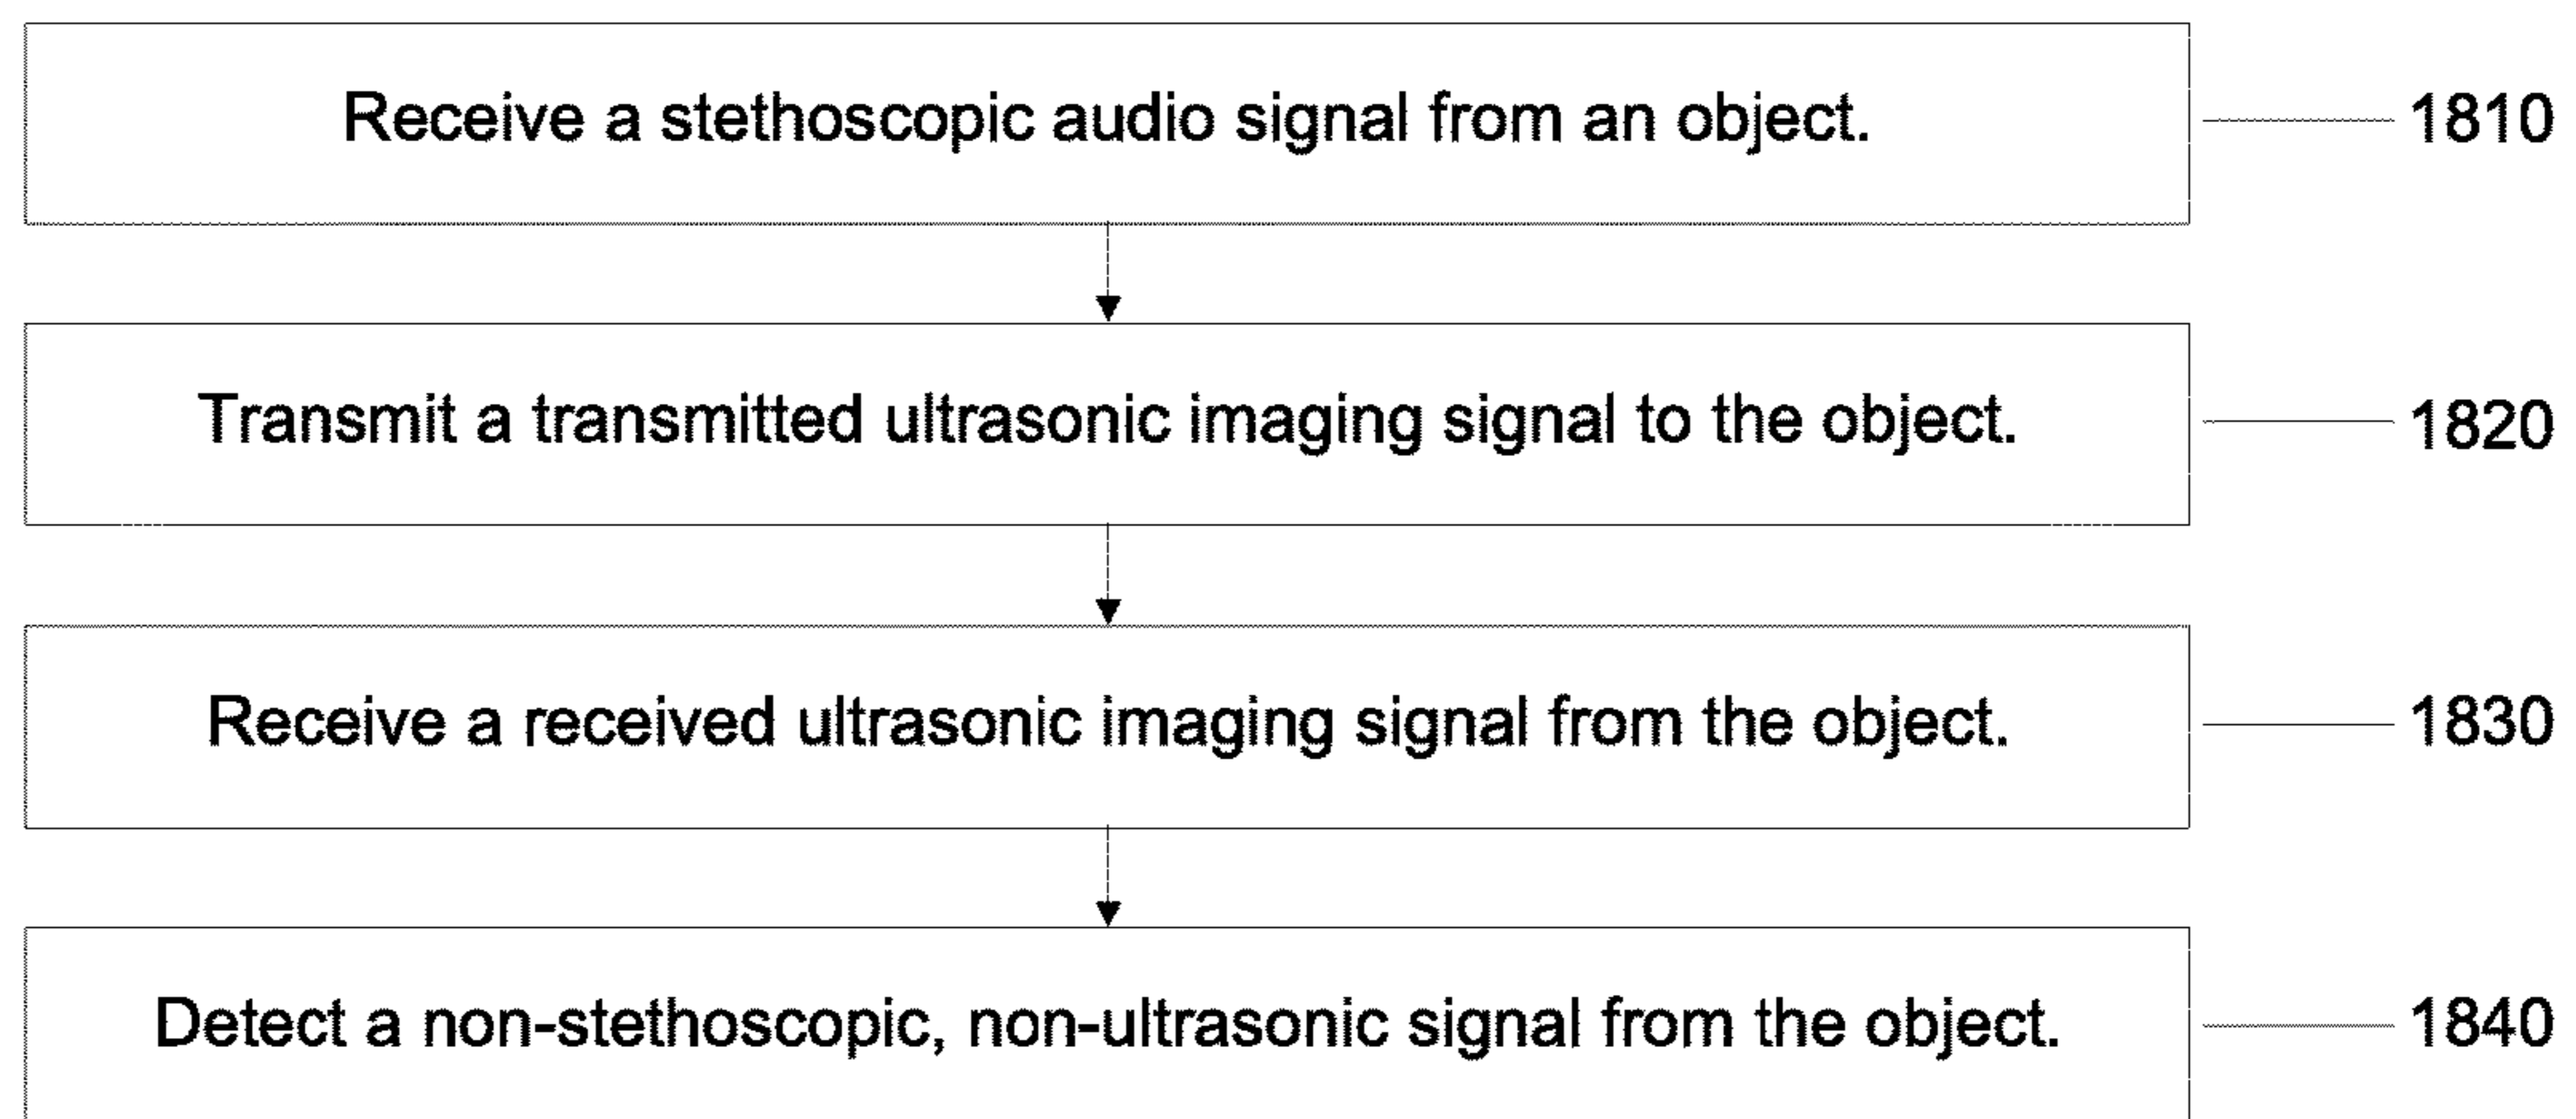 Receive a stethoscopic audio signal from an object. 1810
Transmit a transmitted ultrasonic imaging signal to the object. 1820
Receive a received ultrasonic imaging signal from the object. 1830
Detect a non-stethoscopic, non-ultrasonic signal from the object. 1840